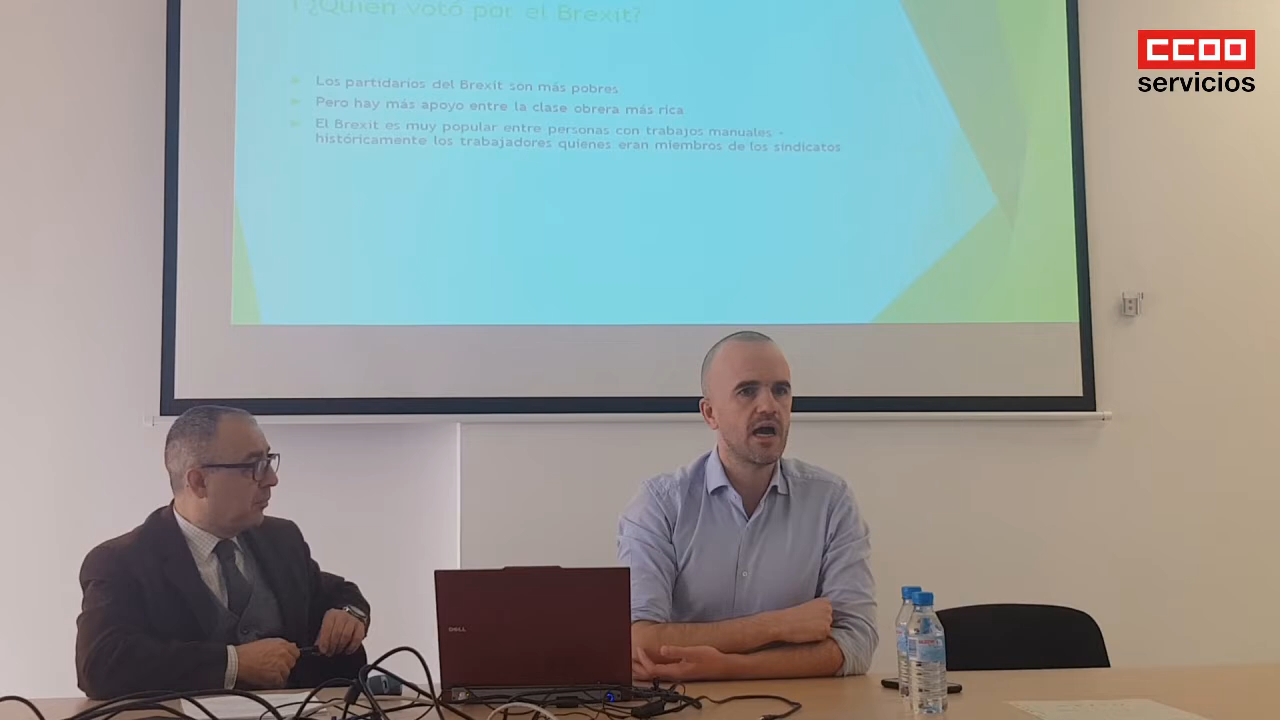 1 ¿Quién votó por el Brexit?
Los partidarios del Brexit son más pobres
Pero hay más apoyo entre la clase obrera más rica.
El Brexit es muy popular entre personas con trabajos manuales -
históricamente los trabajadores quienes eran miembros de los sindicatos
CCOO
servicios
DELL